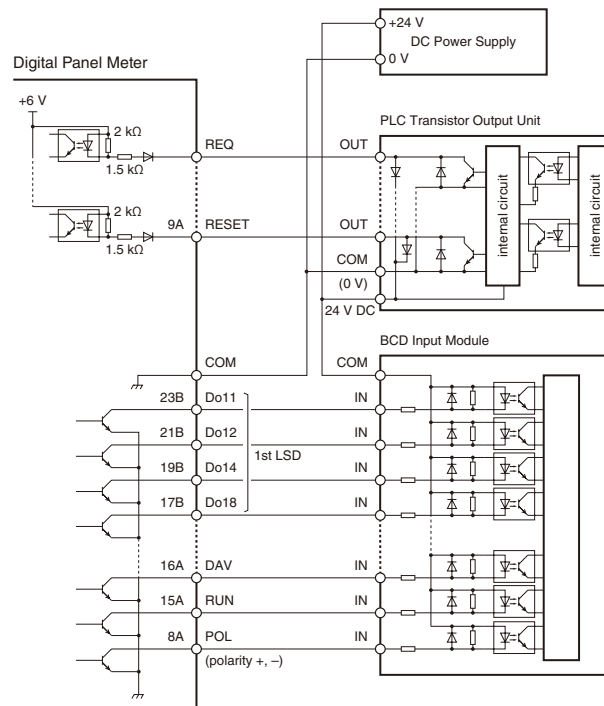 +24 V
DC Power Supply
0 V
Digital Panel Meter
+6 V
PLC Transistor Output Unit
2 kΩ
REQ
OUT
1.5 kΩ
internal circuit
internal circuit
2 kΩ
9A
RESET
OUT
1.5 kΩ
COM
(0 V)
24 V DC
BCD Input Module
COM
COM
23B
Do11
IN
21B
Do12
IN
1st LSD
19B
Do14
IN
17B
Do18
IN
16A
DAV
IN
15A
RUN
IN
8A
POL
IN
(polarity +, –)